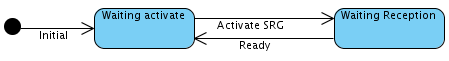 Waiting activate
Waiting Reception
Activate SRG
Initial
Ready